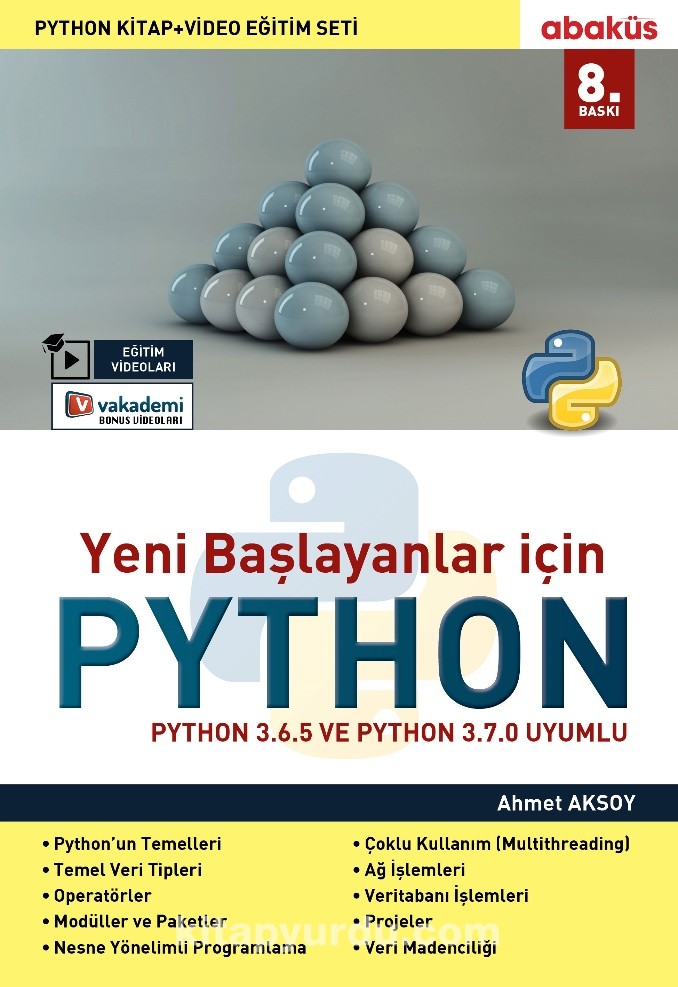 PYTHON KİTAP+VİDEO EĞİTİM SETİ
abaküs
8.
BASKI
EĞİTİM
VİDEOLARI
vakademi
BONUS VİDEOLARI
Yeni Başlayanlar için
PYTHON
PYTHON 3.6.5 VE PYTHON 3.7.0 UYUMLU
Ahmet AKSOY
• Python'un Temelleri
• Temel Veri Tipleri
• Operatörler
• Modüller ve Paketler
• Nesne Yönelimli Programlama
• Çoklu Kullanım (Multithreading)
• Ağ İşlemleri
• Veritabanı İşlemleri
• Projeler
• Veri Madenciliği
kitapyurdu.com